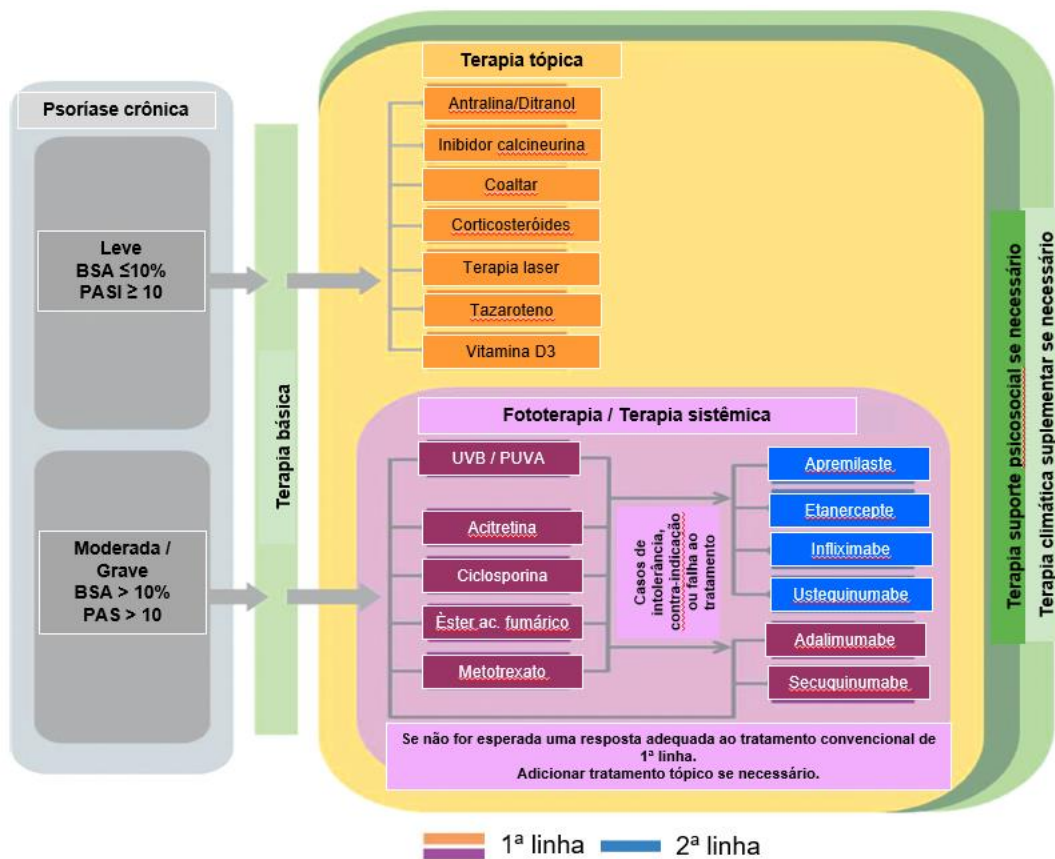 Psoríase crônica
Leve
BSA ≤10%
PASI ≥ 10
Moderada /
Grave
BSA > 10%
PAS > 10
Terapia básica
Terapia tópica
Antralina/Ditranol
Inibidor calcineurina
Coaltar
Corticosteróides
Terapia laser
Tazaroteno
Vitamina D3
Fototerapia / Terapia sistêmica
UVB / PUVA
Acitretina
Ciclosporina
Èster ac. fumárico
Metotrexato
Casos de
intolerância,
contra-indicação
ou falha ao
tratamento
Apremilaste
Etanercepte
Infliximabe
Ustequinumabe
Adalimumabe
Secuquinumabe
Se não for esperada uma resposta adequada ao tratamento convencional de
1ª linha.
Adicionar tratamento tópico se necessário.
Terapia suporte psicosocial se necessário
Terapia climática suplementar se necessário
1ª linha
2ª linha